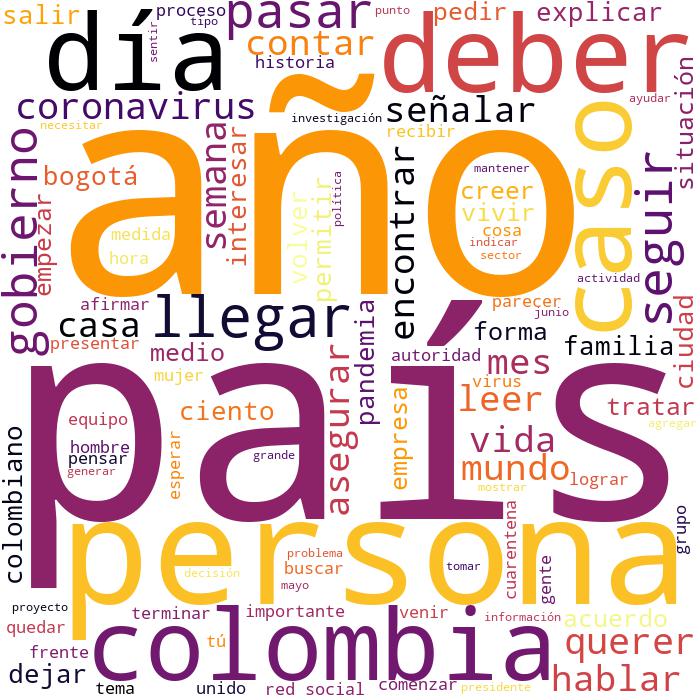 salir
proceso
tipo
sentir
pasar
punto
pedir
explicar
día
contar
historia
deber
situación
coronavirus
investigación
señalar
ayudar
necesitar
recibir
gobierno
bogotá
empezar
semana
interesar
año
medida
hora
volver
permitir
política
encontrar
mantener
creer
vivir
cosa
indicar
sector
caso
seguir
actividad
afirmar
casa
llegar
parecer
junio
presentar
medio
mujer
pandemia
autoridad
forma
familia
ciudad
país
equipo
hombre
pensar
generar
ciento
esperar
grande
asegurar
empresa
mes
virus
leer
tratar
agregar
vida
mundo
lograr
mostrar
colombiano
persona
decisión
problema
buscar
mayo
tomar
cuarentena
gente
grupo
proyecto
quedar
terminar
importante
venir
información
acuerdo
tú
colombia
querer
frente
dejar
tema
unido
red social
comenzar
presidente
hablar